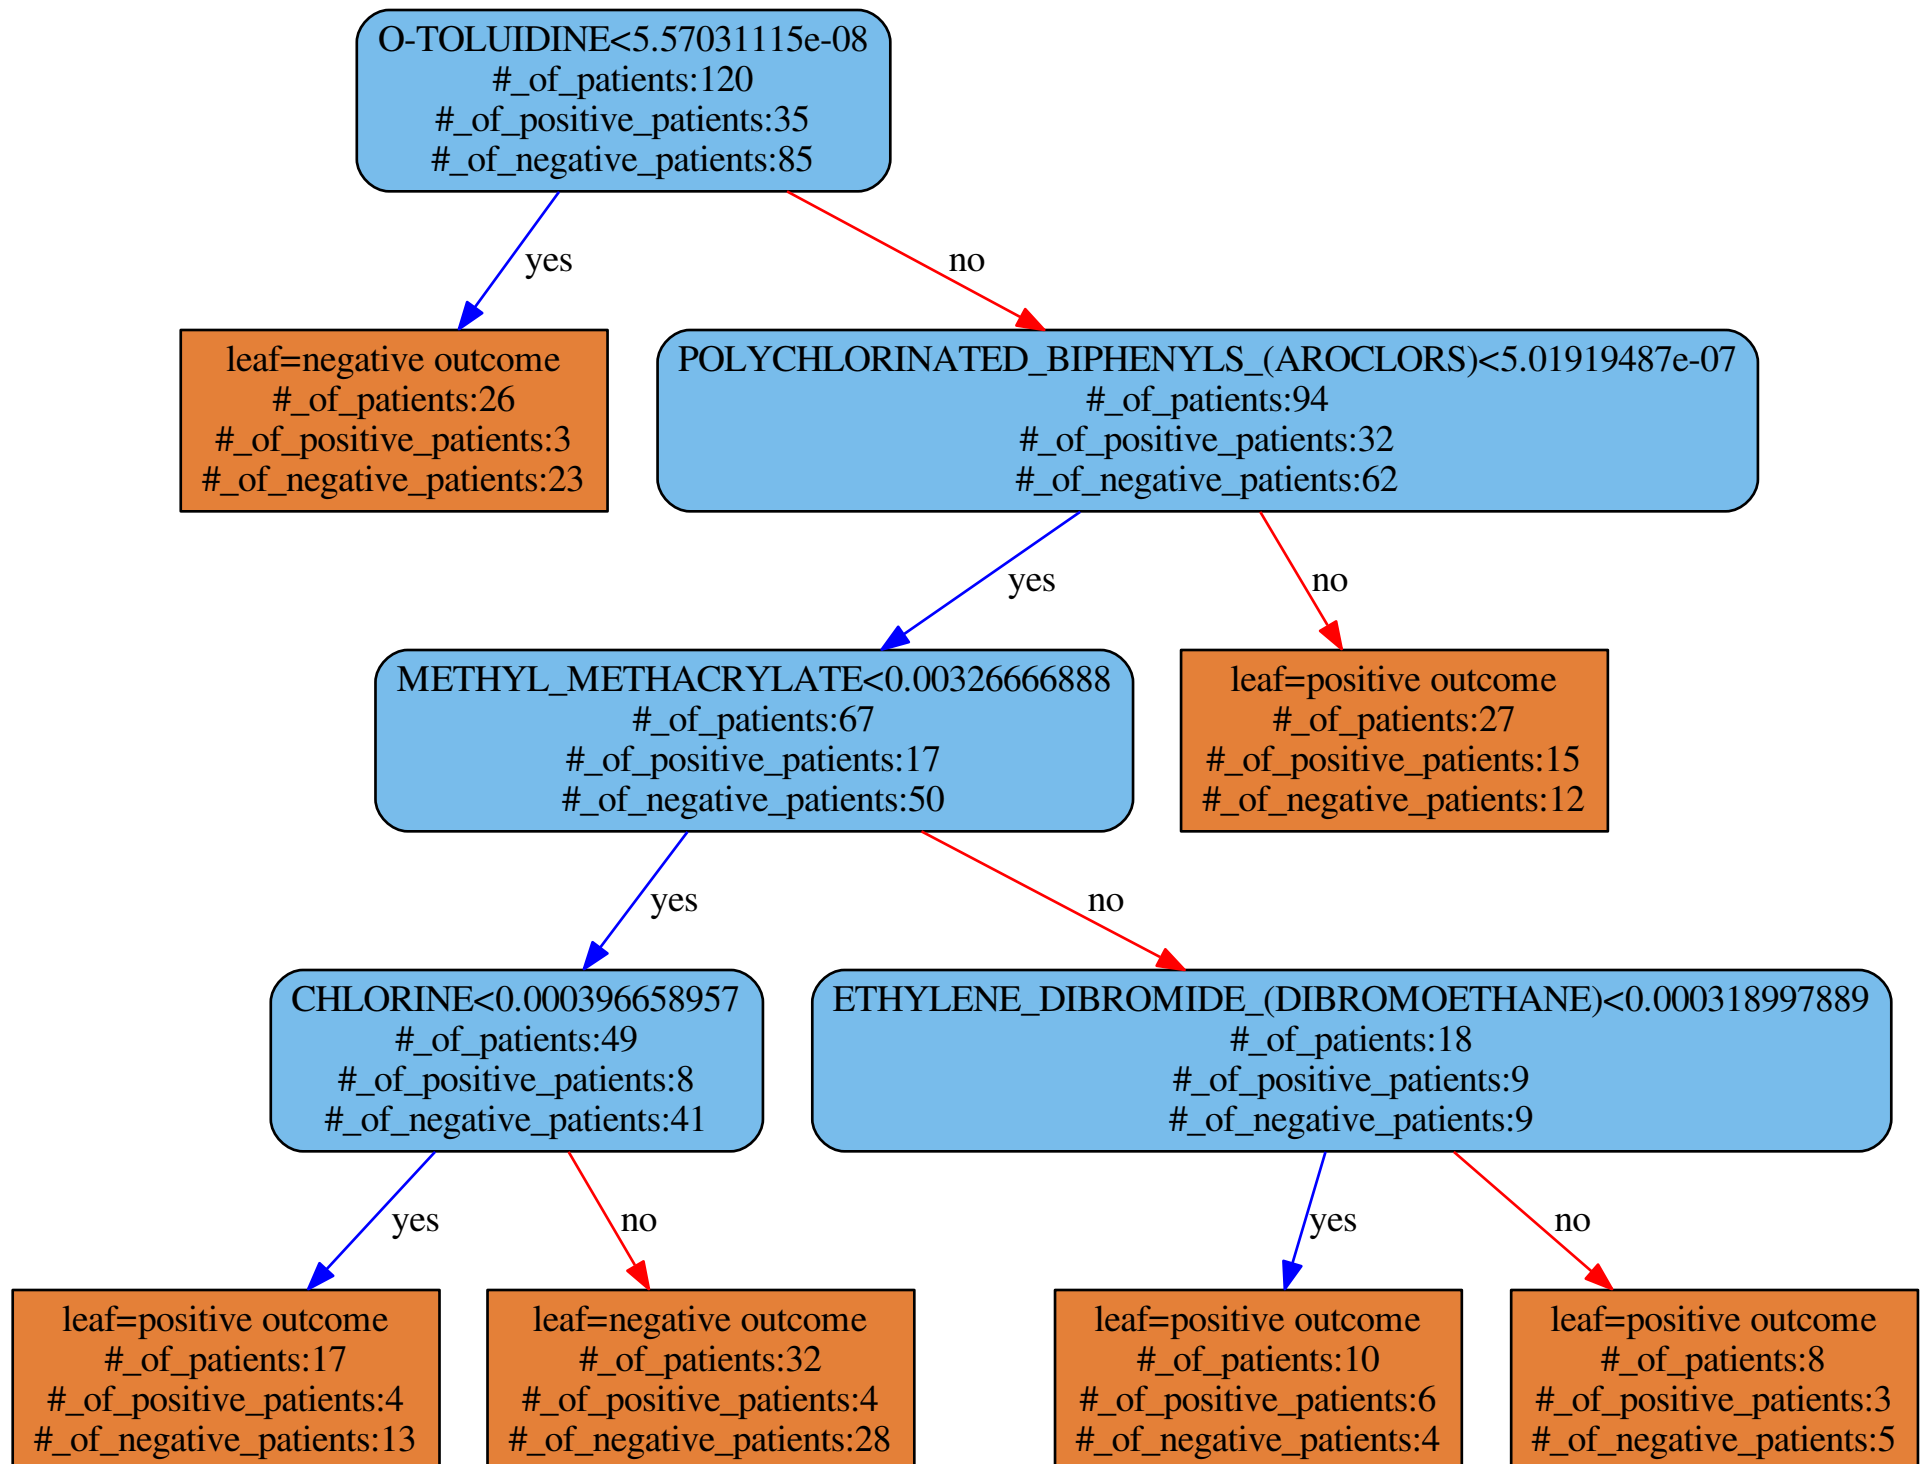 O-TOLUIDINE<5.57031115e-08
#_of_patients:120
#_of_positive_patients:35
#_of_negative_patients:85
yes
no
leaf=negative outcome
#_of_patients:26
#_of_positive_patients:3
#_of_negative_patients:23
POLYCHLORINATED_BIPHENYLS_(AROCLORS)<5.01919487e-07
#_of_patients:94
#_of_positive_patients:32
#_of_negative_patients:62
yes
no
METHYL_METHACRYLATE<0.00326666888
#_of_patients:67
#_of_positive_patients:17
#_of_negative_patients:50
leaf=positive outcome
#_of_patients:27
#_of_positive_patients:15
#_of_negative_patients:12
yes
no
CHLORINE<0.000396658957
#_of_patients:49
#_of_positive_patients:8
#_of_negative_patients:41
ETHYLENE_DIBROMIDE_(DIBROMOETHANE)<0.000318997889
#_of_patients:18
#_of_positive_patients:9
#_of_negative_patients:9
yes
no
yes
no
leaf=positive outcome
#_of_patients:17
#_of_positive_patients:4
#_of_negative_patients:13
leaf=negative outcome
#_of_patients:32
#_of_positive_patients:4
#_of_negative_patients:28
leaf=positive outcome
#_of_patients:10
#_of_positive_patients:6
#_of_negative_patients:4
leaf=positive outcome
#_of_patients:8
#_of_positive_patients:3
#_of_negative_patients:5